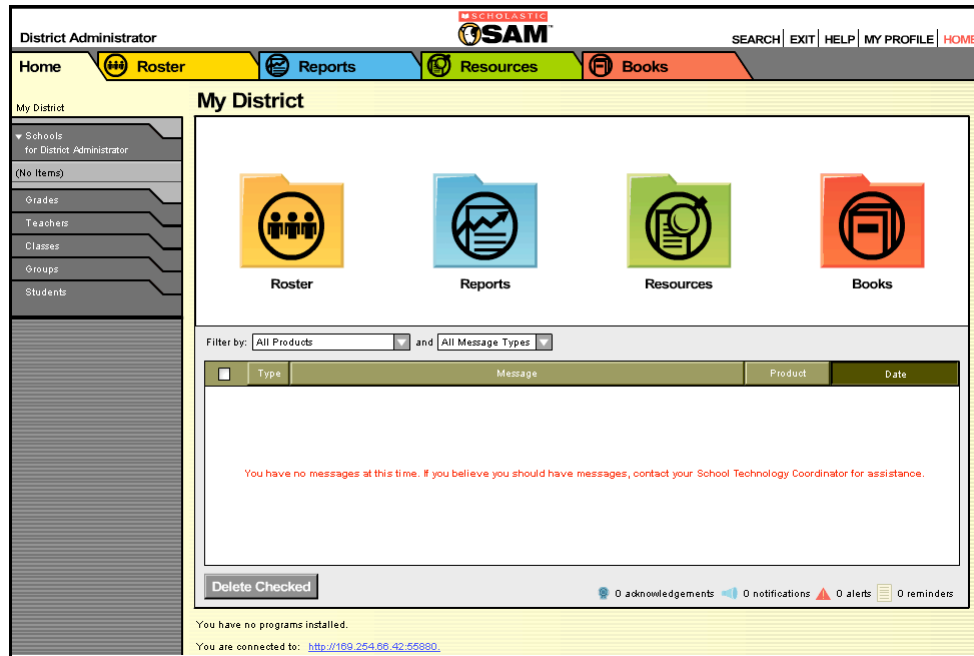 SCHOLASTIC
District Administrator
SAM
SEARCH EXIT HELP MY PROFILE HOME
Home Roster Reports Resources Books
My District
My District
Schools
for District Administrator
(No Items)
Grades
Teachers
Classes
Groups
Students
Roster Reports Resources Books
Filter by: All Products and All Message Types
Type Message Product Date
You have no messages at this time. If you believe you should have messages, contact your School Technology Coordinator for assistance.
Delete Checked
0 acknowledgements 0 notifications 0 alerts 0 reminders
You have no programs installed.
You are connected to: http://169.254.66.42:55880.